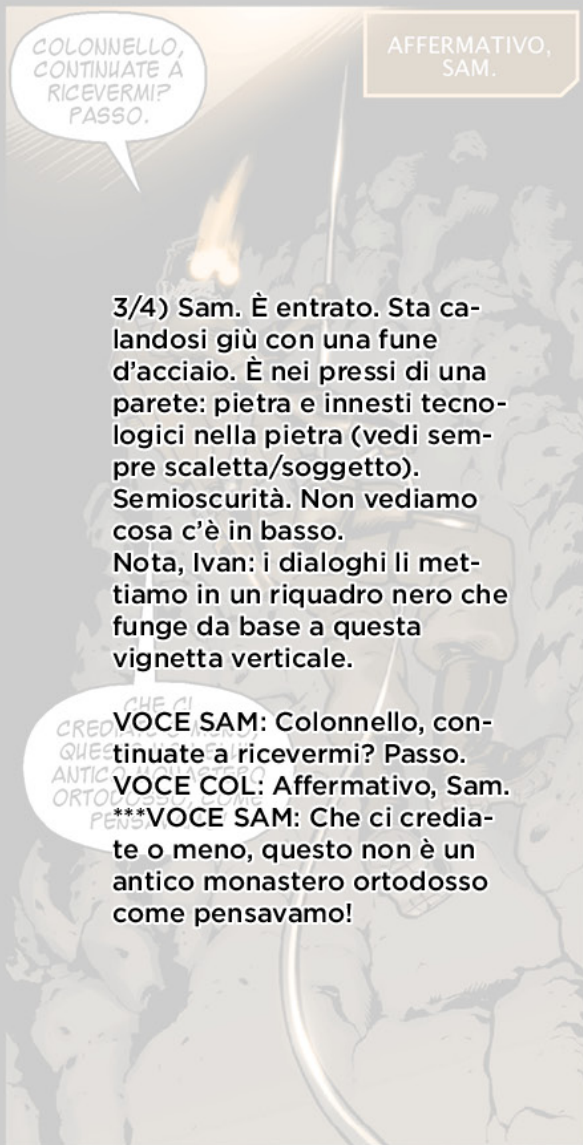 COLONNELLO,
CONTINUATE A
RICEVERMI?
PASSO.
AFFERMATIVO,
SAM.
3/4) Sam. È entrato. Sta ca-
landosi giù con una fune
d'acciaio. È nei pressi di una
parete: pietra e innesti tecno-
logici nella pietra (vedi sem-
pre scaletta/soggetto).
Semioscurità. Non vediamo
cosa c'è in basso.
Nota, Ivan: i dialoghi li met-
tiamo in un riquadro nero che
funge da base a questa
vignetta verticale.
VOCE SAM: Colonnello, con-
tinuate a ricevermi? Passo.
VOCE COL: Affermativo, Sam.
***VOCE SAM: Che ci credia-
te o meno, questo non è un
antico monastero ortodosso
come pensavamo!
CHE CI